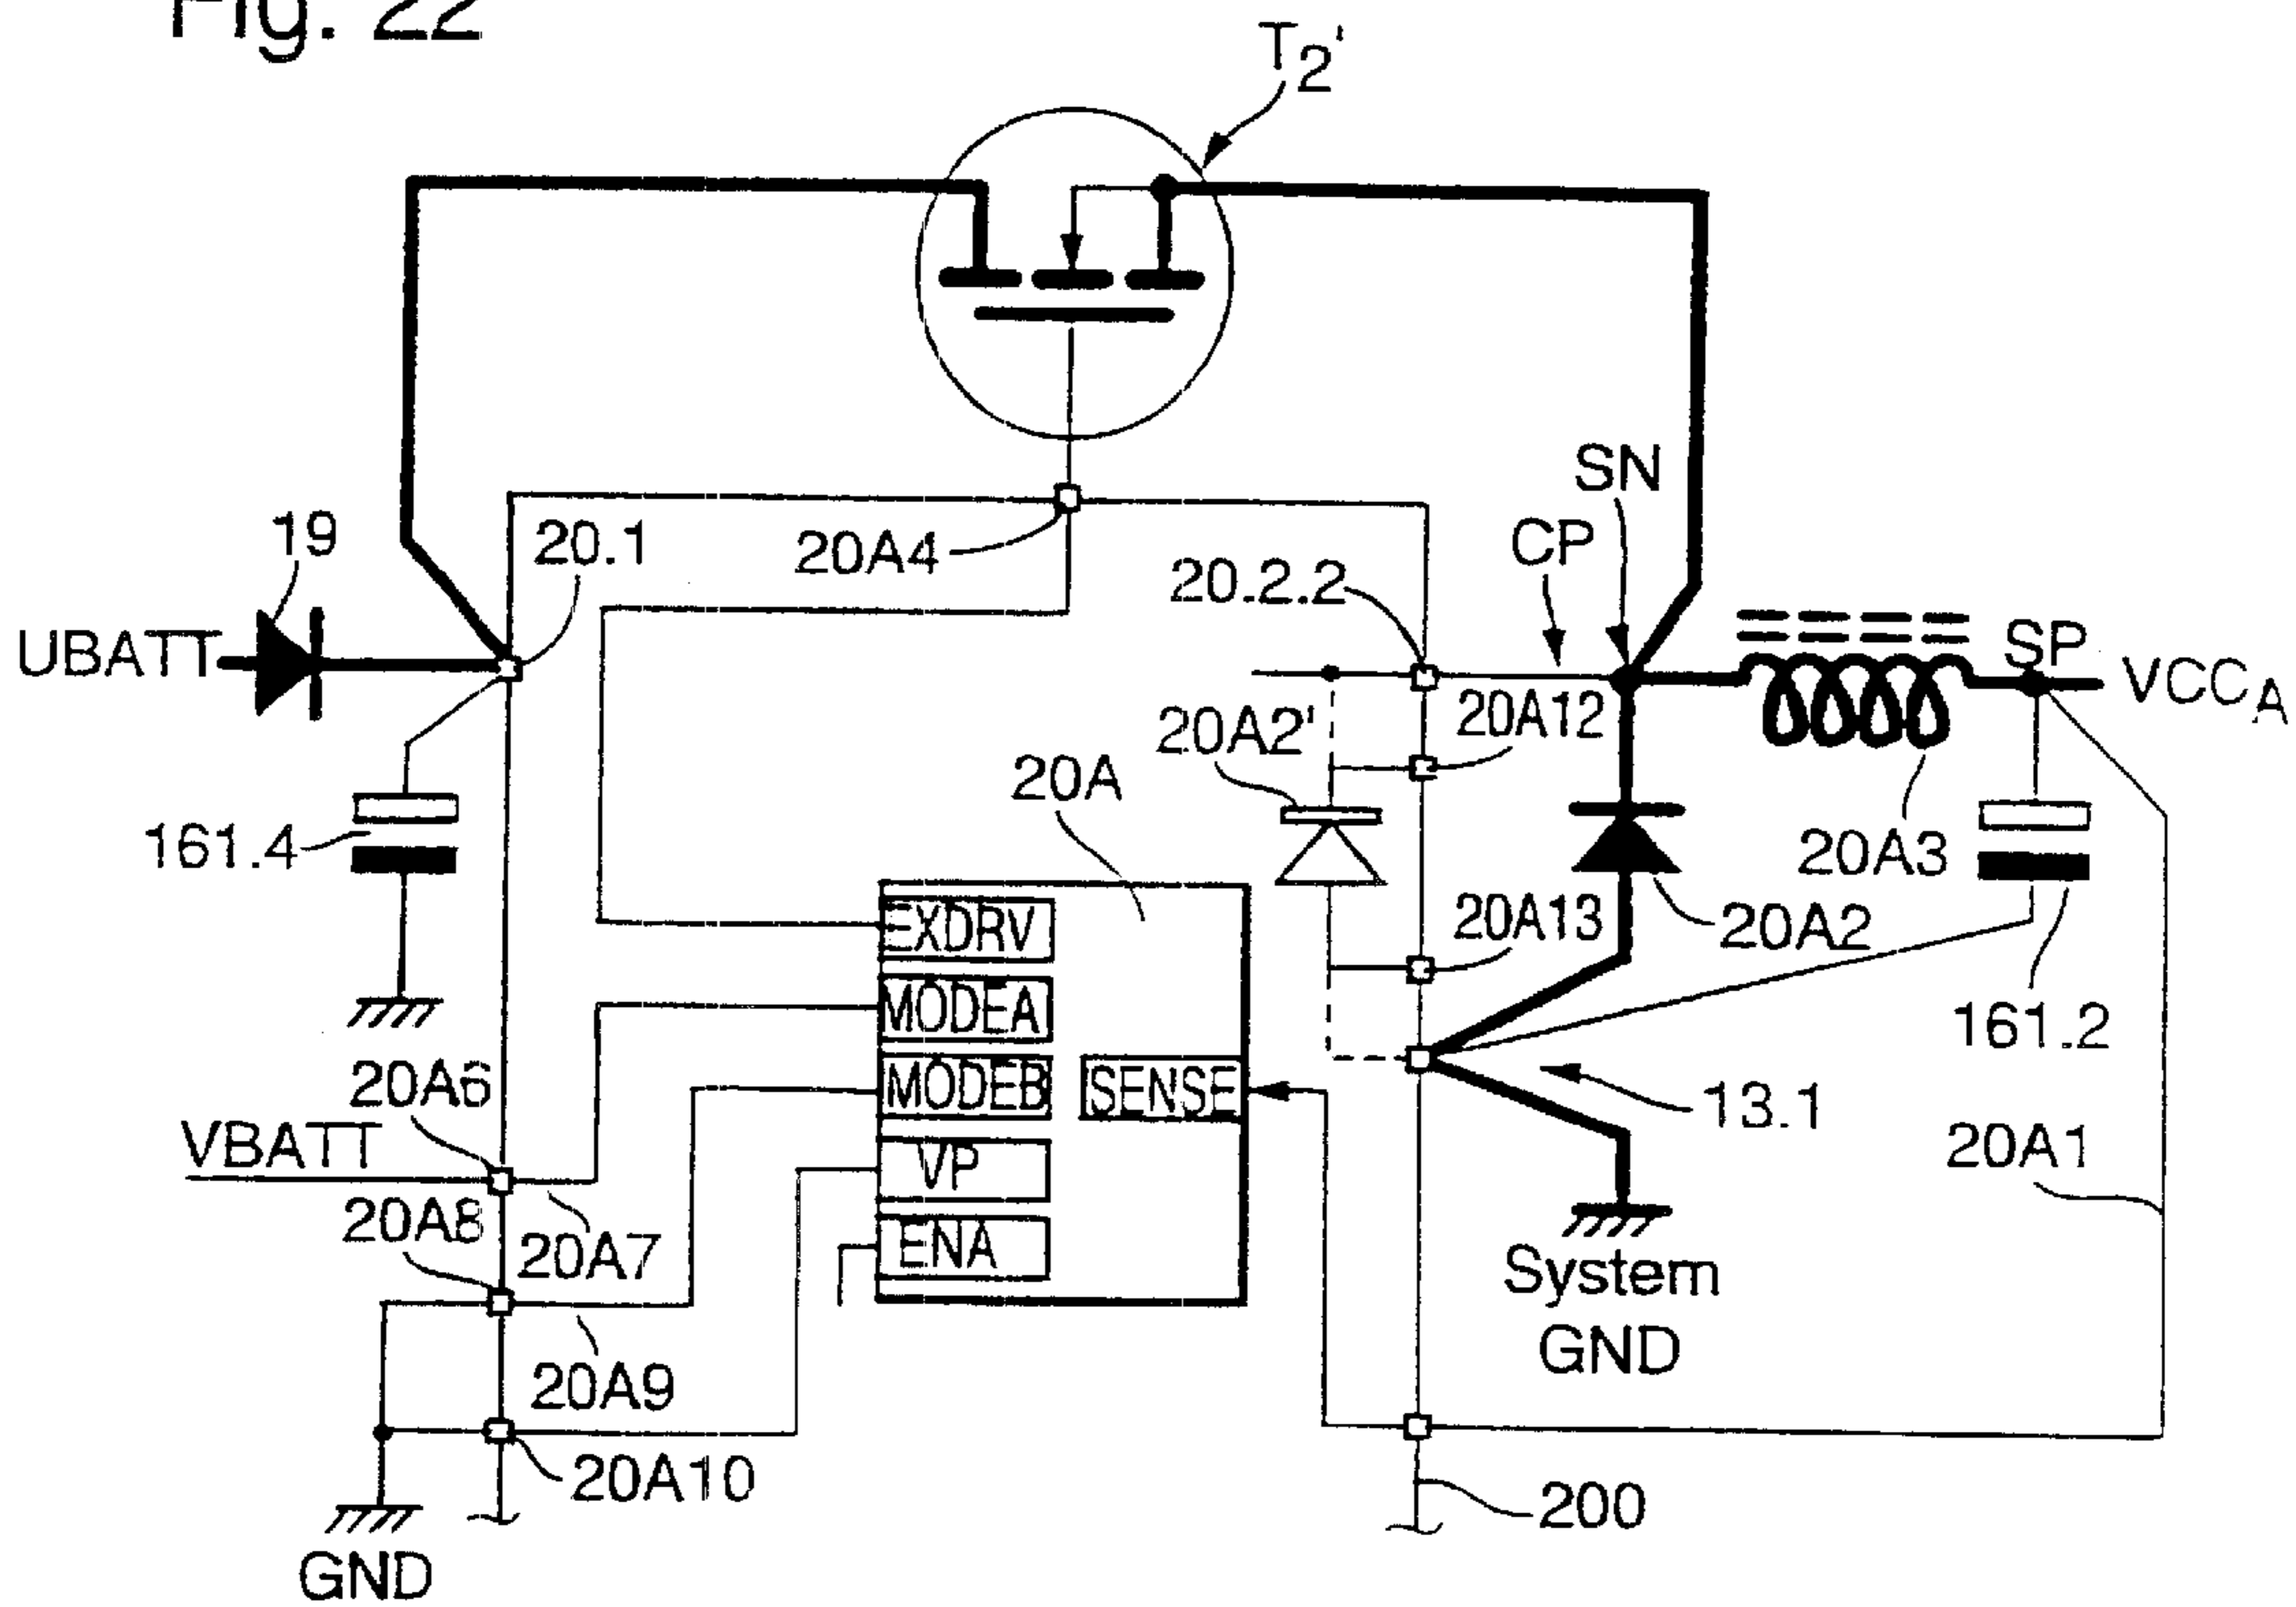 Fig. 22
T2'
SN
19
20.1
20A4
CP
20.2.2
UBATT
SP
VCCA
20A12
20A2'
20A
161.4
20A3
EXDRV
20A13
20A2
MODEA
161.2
20A6
MODEB
SENSE
13.1
VBATT
VP
20A1
20A8
20A7
ENA
System
GND
20A9
20A10
200
GND